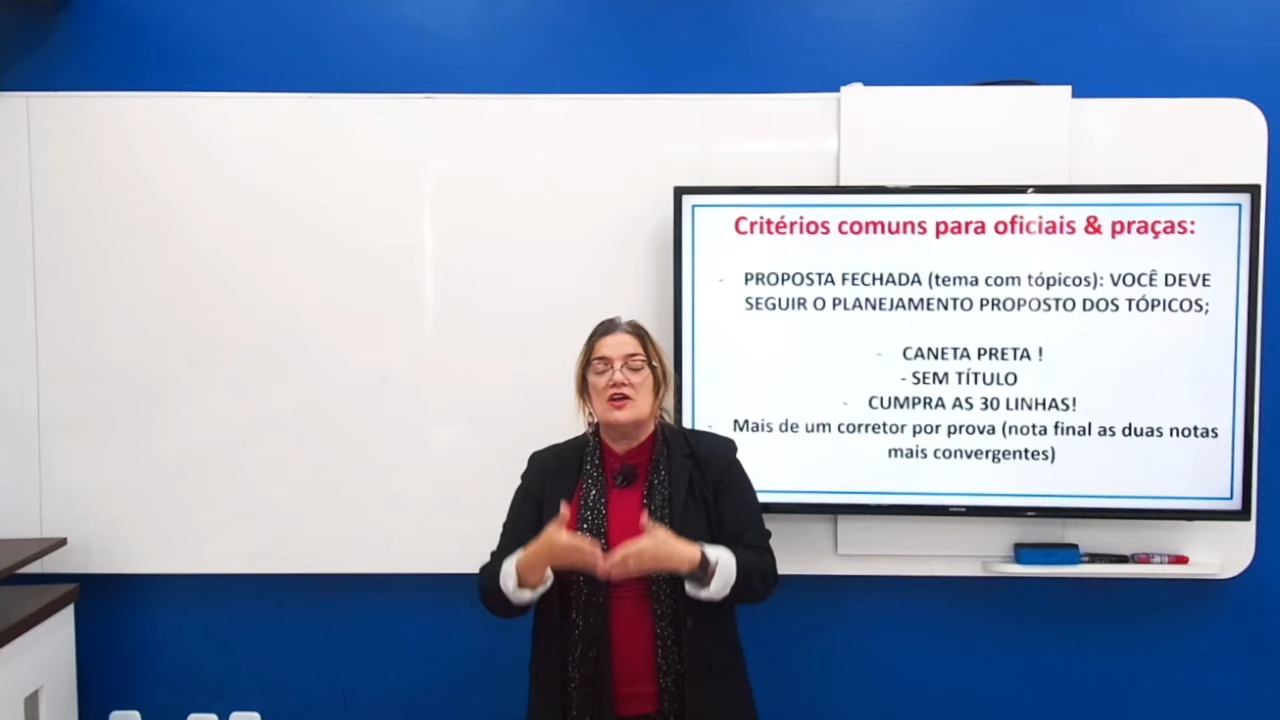 Critérios comuns para oficiais & praças:
- PROPOSTA FECHADA (tema com tópicos): VOCÊ DEVE
SEGUIR O PLANEJAMENTO PROPOSTO DOS TÓPICOS;
- CANETA PRETA !
- SEM TÍTULO
- CUMPRA AS 30 LINHAS!
- Mais de um corretor por prova (nota final as duas notas
mais convergentes)